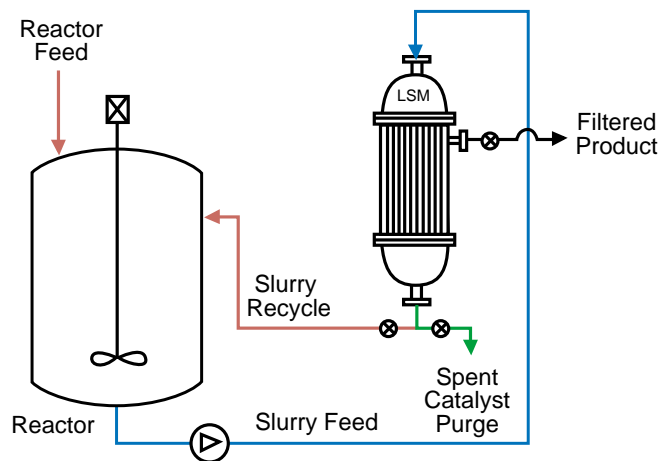 Reactor
Feed
LSM
Filtered
Product
Slurry
Recycle
Spent
Catalyst
Purge
Reactor
Slurry Feed